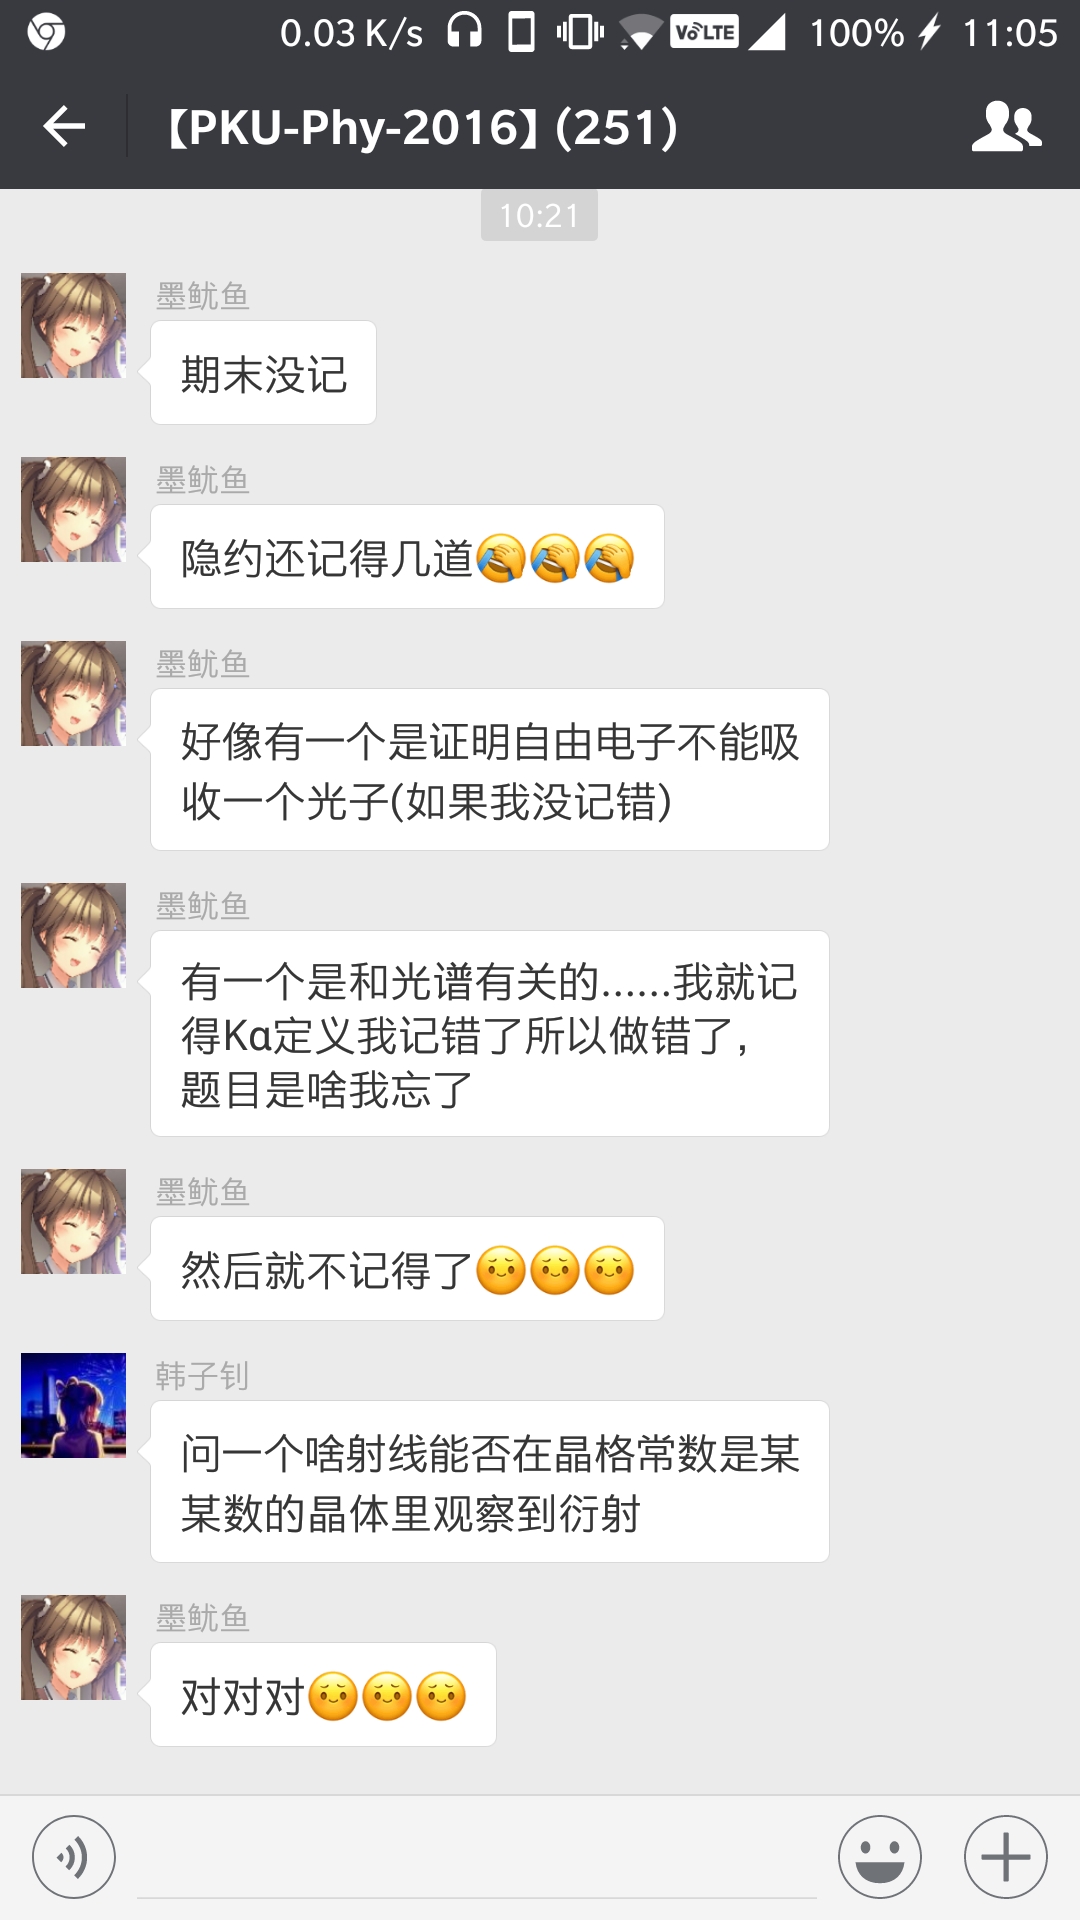 0.03 K/s VoLTE 100% 11:05
【PKU-Phy-2016】(251)
10:21
墨鱿鱼
期末没记
墨鱿鱼
隐约还记得几道🤦🤦🤦
墨鱿鱼
好像有一个是证明自由电子不能吸
收一个光子(如果我没记错)
墨鱿鱼
有一个是和光谱有关的......我就记
得Kα定义我记错了所以做错了,
题目是啥我忘了
墨鱿鱼
然后就不记得了😌😌😌
韩子钊
问一个啥射线能否在晶格常数是某
某数的晶体里观察到衍射
墨鱿鱼
对对对😌😌😌